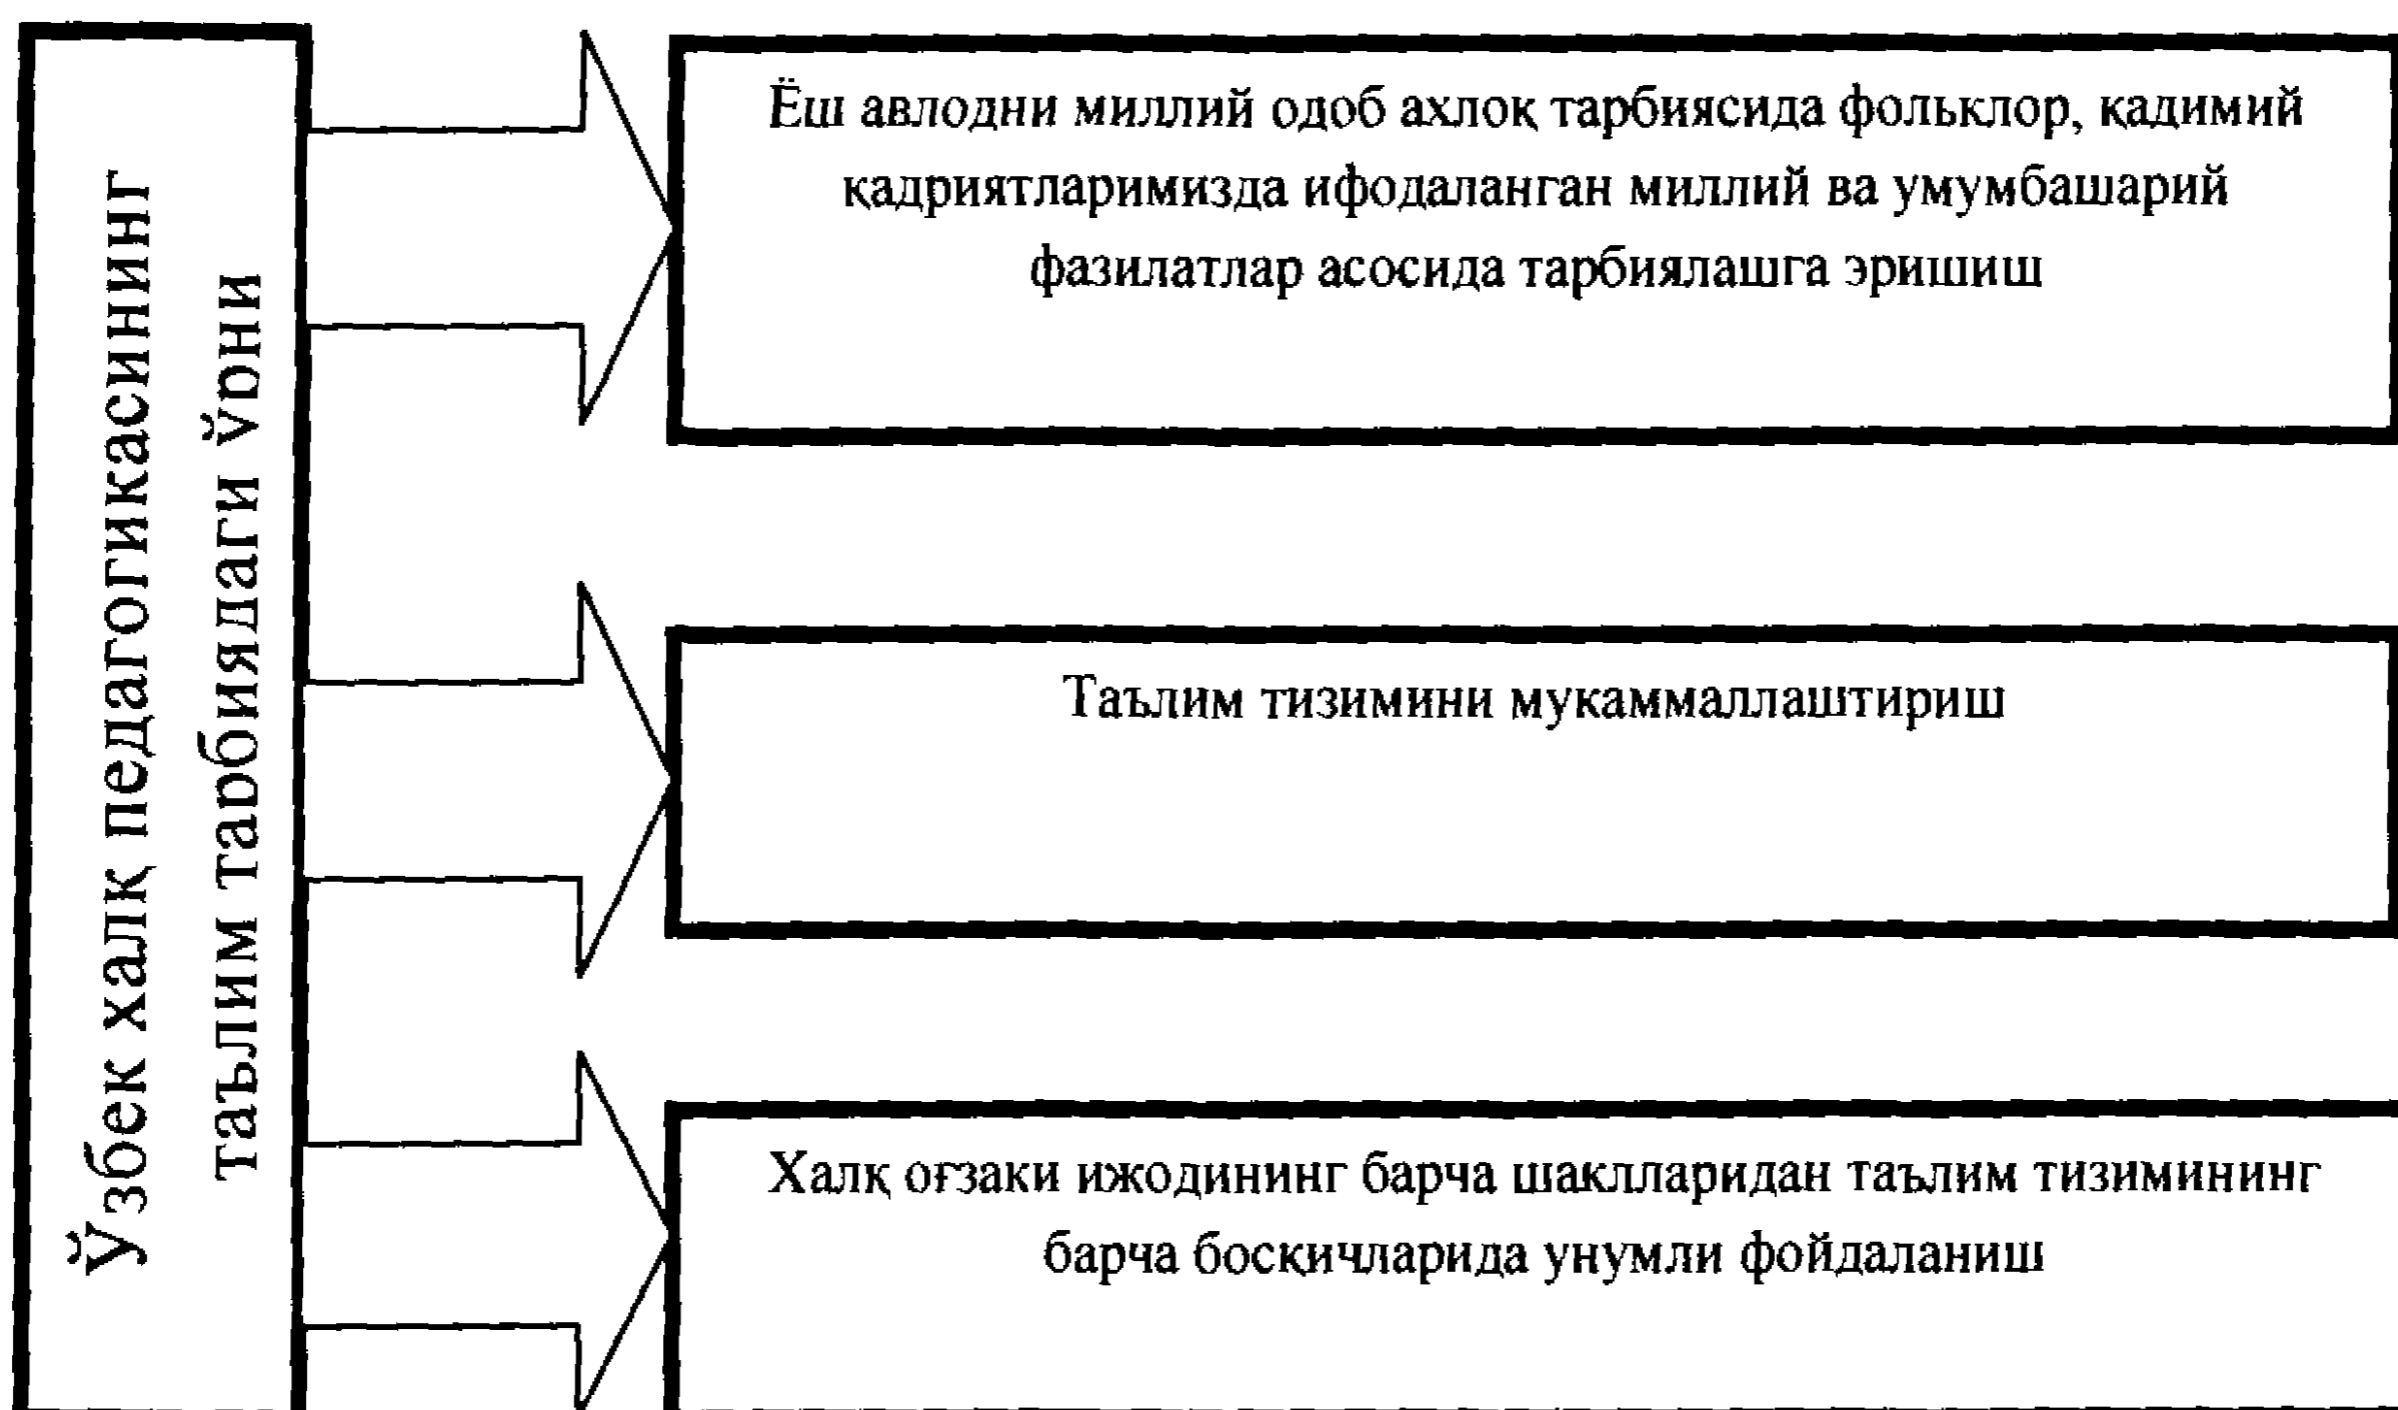 Ўзбек халқ педагогикасининг
таълим тарбиядаги ўрни
Ёш авлодни миллий одоб ахлоқ тарбиясида фольклор, қадимий
қадриятларимизда ифодаланган миллий ва умумбашарий
фазилатлар асосида тарбиялашга эришиш
Таълим тизимини мукаммаллаштириш
Халқ оғзаки ижодининг барча шаклларидан таълим тизимининг
барча босқичларида унумли фойдаланиш